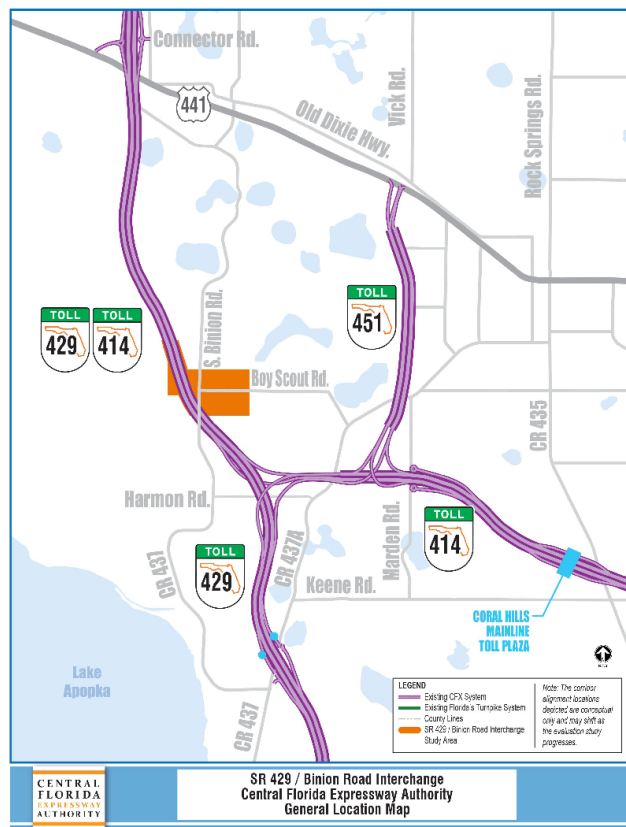 Connector Rd.
441
Old Dixie Hwy.
Vick Rd.
Rock Springs Rd.
TOLL
429
TOLL
414
S. Binion Rd.
TOLL
451
Boy Scout Rd.
CR 435
Harmon Rd.
CR 437
TOLL
429
CR 437A
Marden Rd.
TOLL
414
Keene Rd.
CORAL HILLS
MAINLINE
TOLL PLAZA
Lake
Apopka
CR 437
LEGEND
Existing CFX System
Existing Florida's Turnpike System
County Lines
SR 429 / Binion Road Interchange
Study Area
Note: The corridor
alignment locations
depicted are conceptual
only and may shift as
the evaluation study
progresses.
CENTRAL
FLORIDA
EXPRESSWAY
AUTHORITY
SR 429 / Binion Road Interchange
Central Florida Expressway Authority
General Location Map